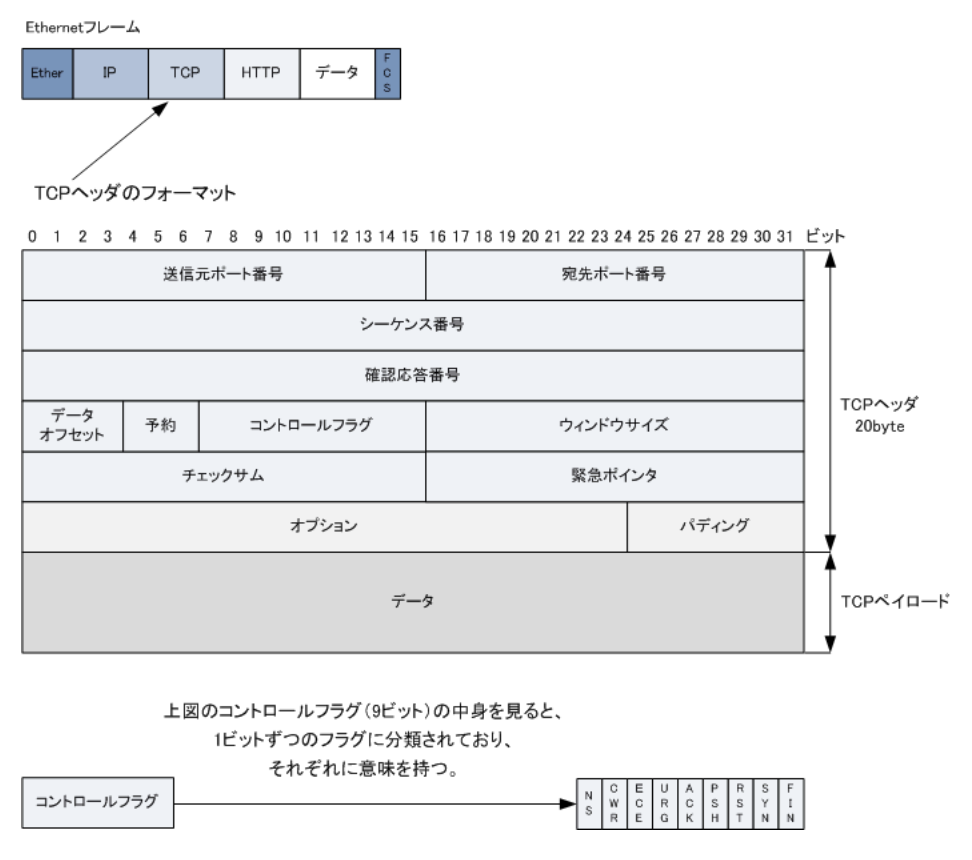 Ethernetフレーム
Ether IP TCP HTTP データ FCS
TCPヘッダのフォーマット
0 1 2 3 4 5 6 7 8 9 10 11 12 13 14 15 16 17 18 19 20 21 22 23 24 25 26 27 28 29 30 31 ビット
送信元ポート番号 宛先ポート番号
シーケンス番号
確認応答番号
データ
オフセット 予約 コントロールフラグ ウィンドウサイズ
TCPヘッダ
20byte
チェックサム 緊急ポインタ
オプション パディング
データ
TCPペイロード
上図のコントロールフラグ（9ビット）の中身を見ると、
1ビットずつのフラグに分類されており、
それぞれに意味を持つ。
コントロールフラグ NS CWR ECE URG ACK PSH RST SYN FIN